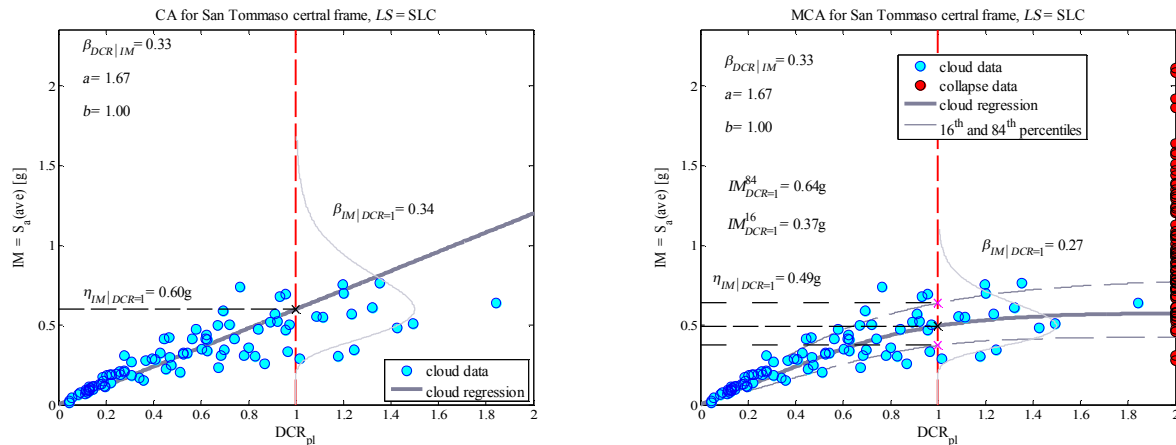 CA for San Tommaso certral frame, LS = SLC
β_DCR|IM = 0.33
a = 1.67
b = 1.00
β_IM|DCR=1 = 0.34
η_IM|DCR=1 = 0.60g
cloud data
cloud regression
IM = S_a(ave) [g]
2
1.5
1
0.5
0
0 0.2 0.4 0.6 0.8 1 1.2 1.4 1.6 1.8 2
DCR_pl
MCA for San Tommaso certral frame, LS = SLC
β_DCR|IM = 0.33
a = 1.67
b = 1.00
cloud data
collapse data
cloud regression
16th and 84th percentiles
IM^84_DCR=1 = 0.64g
IM^16_DCR=1 = 0.37g
β_IM|DCR=1 = 0.27
η_IM|DCR=1 = 0.49g
IM = S_a(ave) [g]
2
1.5
1
0.5
0
0 0.2 0.4 0.6 0.8 1 1.2 1.4 1.6 1.8 2
DCR_pl